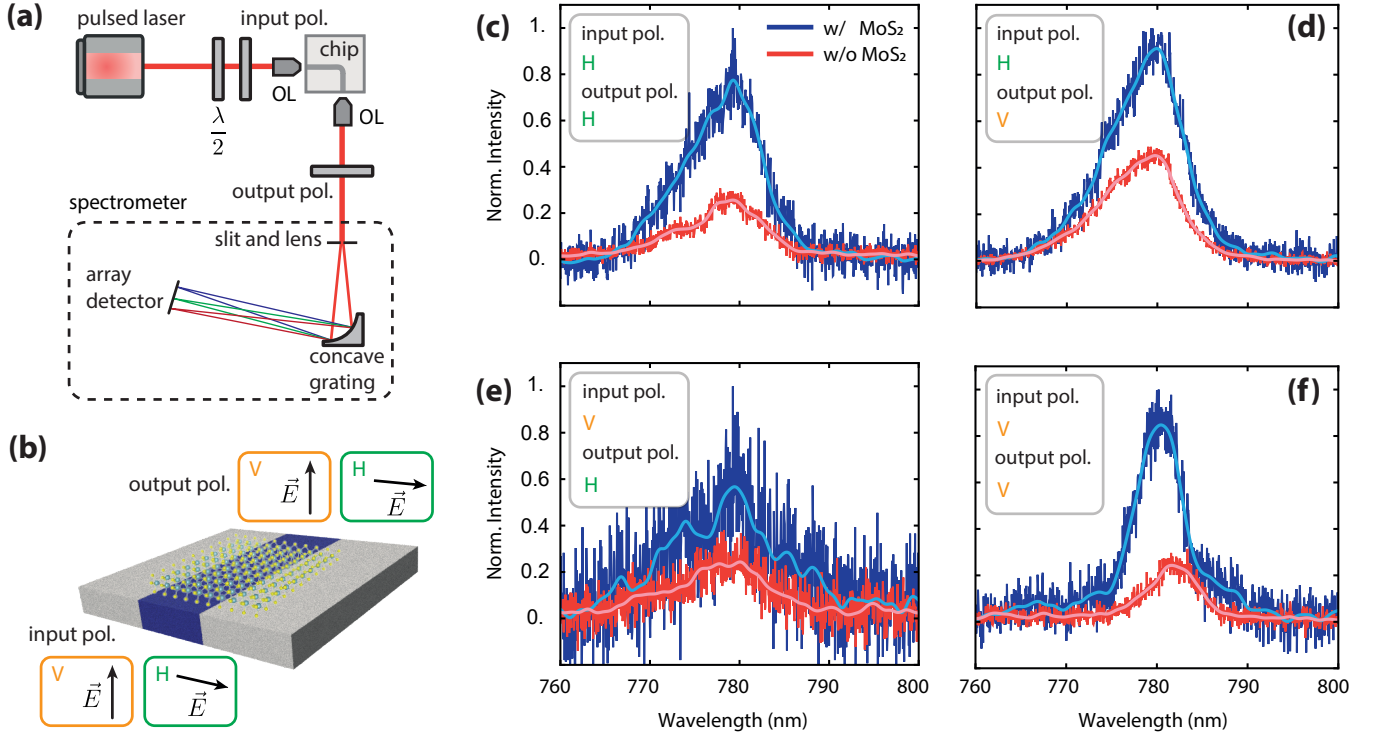 (a)
pulsed laser
input pol.
chip
λ
2
OL
OL
output pol.
spectrometer
slit and lens
array
detector
concave
grating
(b)
output pol.
V
E⃗
H
E⃗
input pol.
V
E⃗
H
E⃗
(c)
input pol.
H
output pol.
H
w/ MoS₂
w/o MoS₂
1.
0.8
0.6
0.4
0.2
0.
Norm. Intensity
(d)
input pol.
H
output pol.
V
(e)
input pol.
V
output pol.
H
1.
0.8
0.6
0.4
0.2
0.
Norm. Intensity
760
770
780
790
800
Wavelength (nm)
(f)
input pol.
V
output pol.
V
760
770
780
790
800
Wavelength (nm)